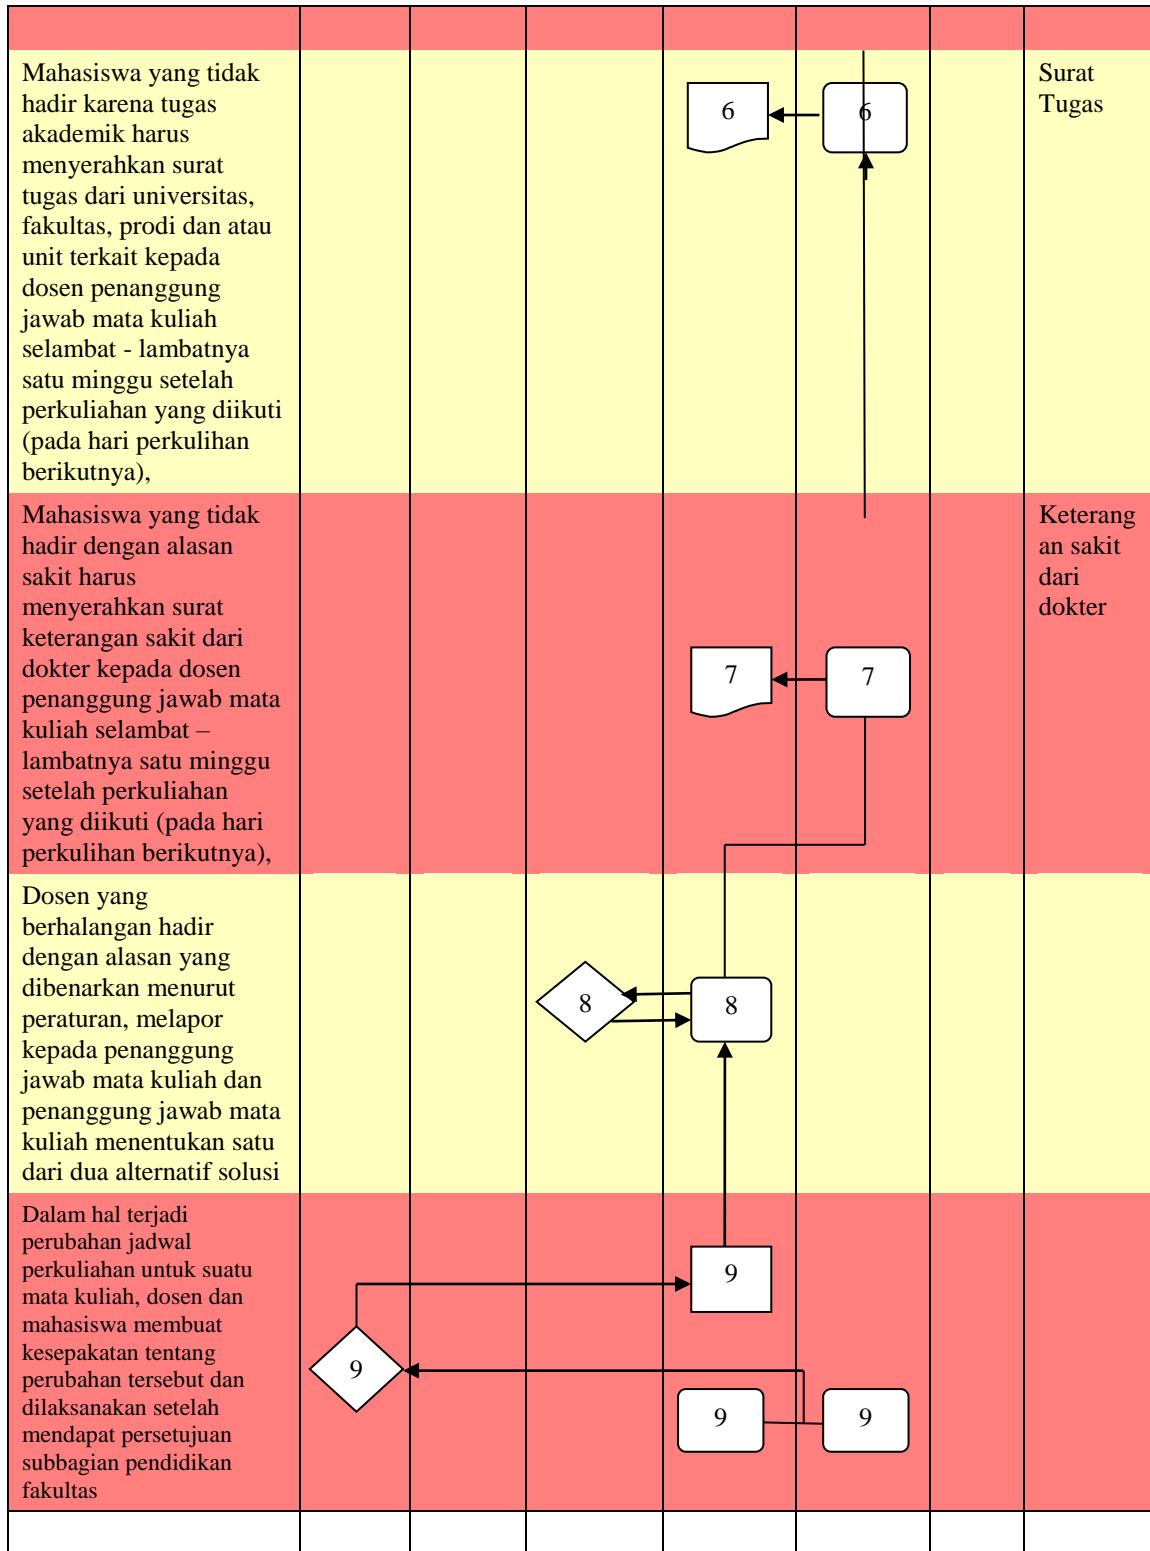 Mahasiswa yang tidak
hadir karena tugas
akademik harus
menyerahkan surat
tugas dari universitas,
fakultas, prodi dan atau
unit terkait kepada
dosen penanggung
jawab mata kuliah
selambat - lambatnya
satu minggu setelah
perkuliahan yang diikuti
(pada hari perkulihan
berikutnya),
6
6
Surat
Tugas
Mahasiswa yang tidak
hadir dengan alasan
sakit harus
menyerahkan surat
keterangan sakit dari
dokter kepada dosen
penanggung jawab mata
kuliah selambat –
lambatnya satu minggu
setelah perkuliahan
yang diikuti (pada hari
perkulihan berikutnya),
7
7
Keterang
an sakit
dari
dokter
Dosen yang
berhalangan hadir
dengan alasan yang
dibenarkan menurut
peraturan, melapor
kepada penanggung
jawab mata kuliah dan
penanggung jawab mata
kuliah menentukan satu
dari dua alternatif solusi
8
8
Dalam hal terjadi
perubahan jadwal
perkuliahan untuk suatu
mata kuliah, dosen dan
mahasiswa membuat
kesepakatan tentang
perubahan tersebut dan
dilaksanakan setelah
mendapat persetujuan
subbagian pendidikan
fakultas
9
9
9
9